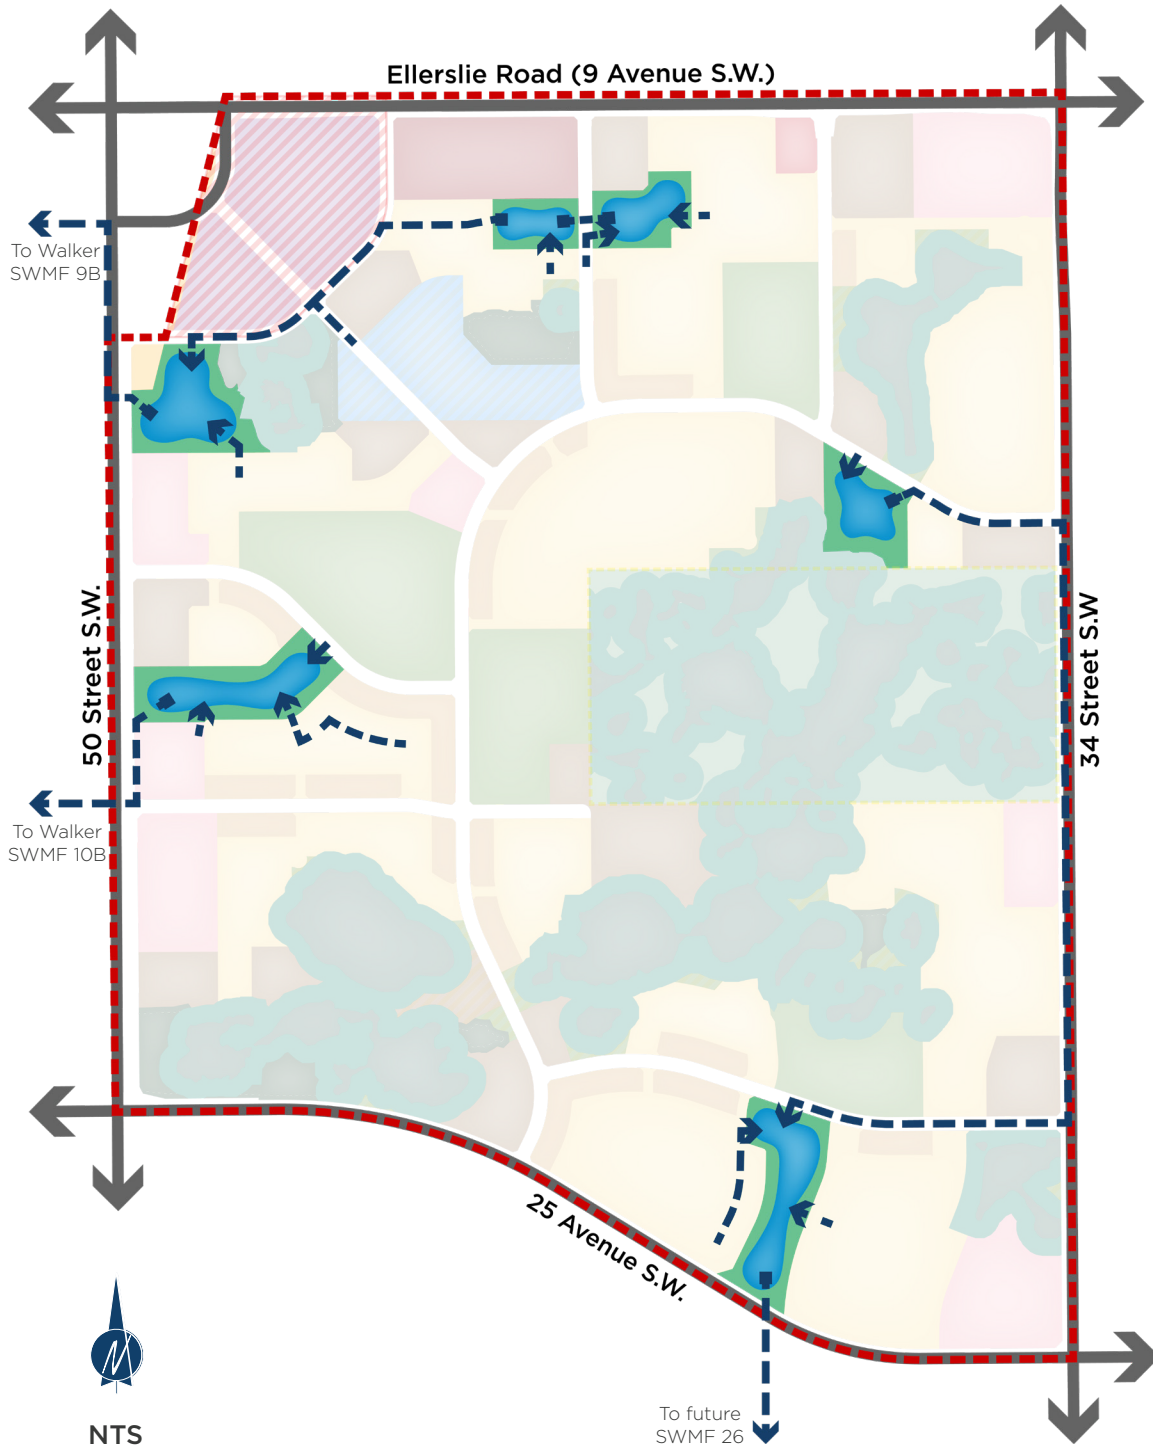 Ellerslie Road (9 Avenue S.W.)
To Walker
SWMF 9B
50 Street S.W.
34 Street S.W
To Walker
SWMF 10B
25 Avenue S.W.
To future
SWMF 26
NTS